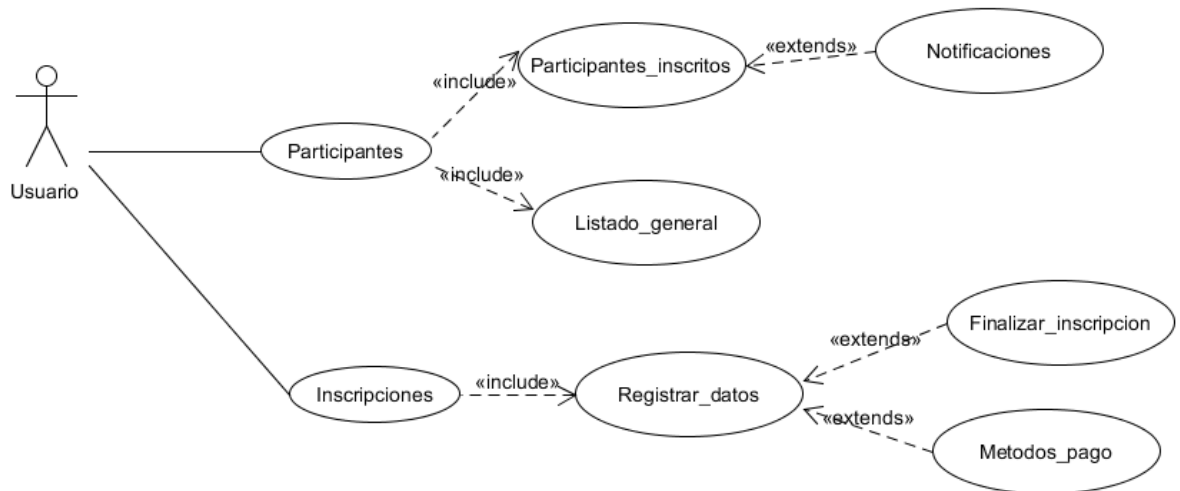 Participantes_inscritos
«extends»
Notificaciones
«include»
Participantes
Usuario
«include»
Listado_general
Finalizar_inscripcion
«extends»
Inscripciones
«include»
Registrar_datos
«extends»
Metodos_pago